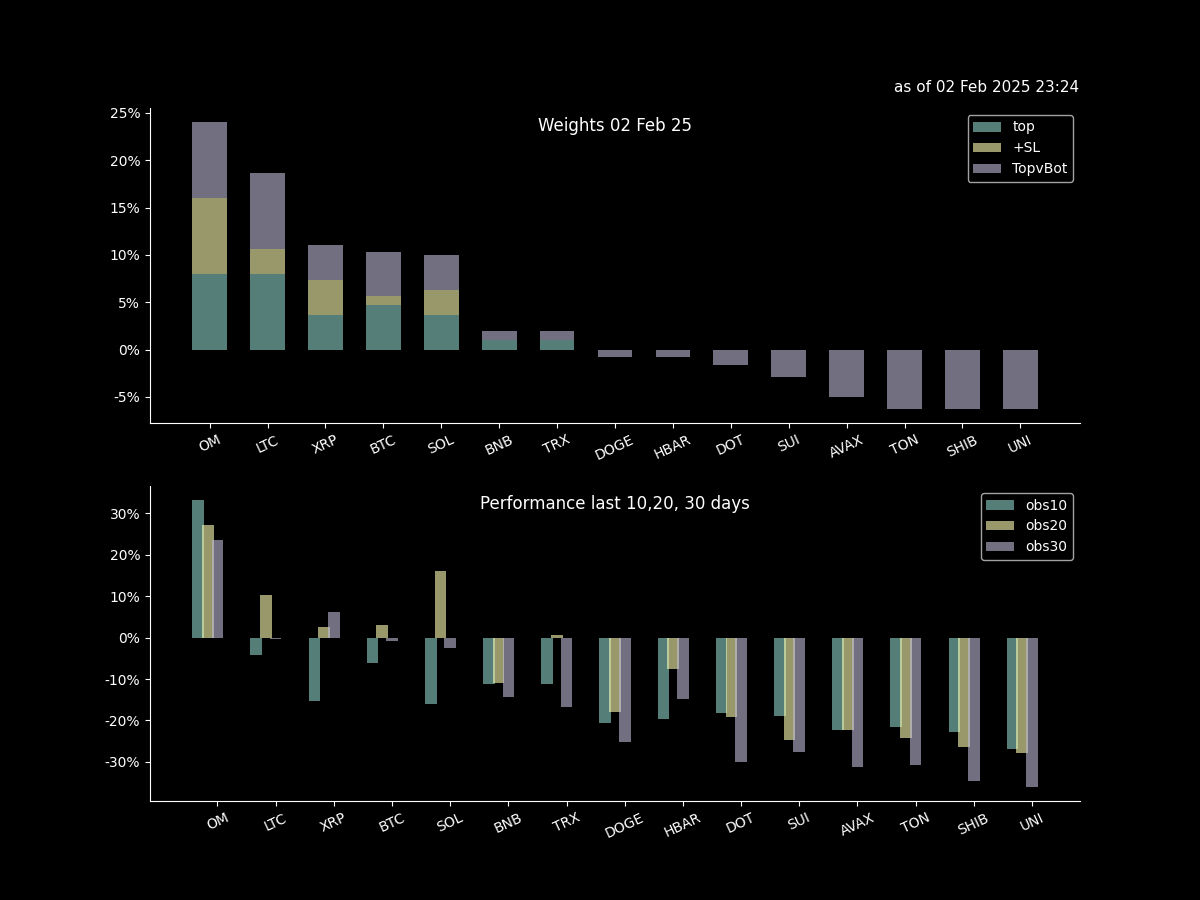 as of 02 Feb 2025 23:24
Weights 02 Feb 25
top
+SL
TopvBot
25%
20%
15%
10%
5%
0%
-5%
OM LTC XRP BTC SOL BNB TRX DOGE HBAR DOT SUI AVAX TON SHIB UNI
Performance last 10,20, 30 days
obs10
obs20
obs30
30%
20%
10%
0%
-10%
-20%
-30%
OM LTC XRP BTC SOL BNB TRX DOGE HBAR DOT SUI AVAX TON SHIB UNI